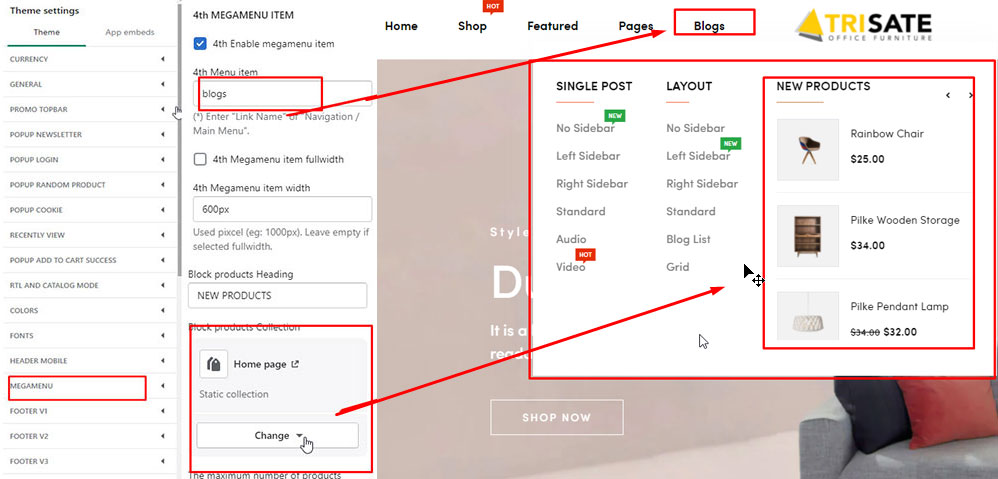 Theme settings
Theme
App embeds
CURRENCY
GENERAL
PROMO TOPBAR
POPUP NEWSLETTER
POPUP LOGIN
POPUP RANDOM PRODUCT
POPUP COOKIE
RECENTLY VIEW
POPUP ADD TO CART SUCCESS
RTL AND CATALOG MODE
COLORS
FONTS
HEADER MOBILE
MEGAMENU
FOOTER V1
FOOTER V2
FOOTER V3
4th MEGAMENU ITEM
4th Enable megamenu item
4th Menu item
blogs
(*) Enter "Link Name" of "Navigation /
Main Menu".
4th Megamenu item fullwidth
4th Megamenu item width
600px
Used pixcel (eg: 1000px). Leave empty if
selected fullwidth.
Block products Heading
NEW PRODUCTS
Block products Collection
Home page
Static collection
Change
The maximum number of products
HOT
Home Shop Featured Pages Blogs
TRISATE
OFFICE FURNITURE
SINGLE POST
NEW
No Sidebar
Left Sidebar
Right Sidebar
Standard
Audio
HOT
Video
LAYOUT
No Sidebar
NEW
Left Sidebar
Right Sidebar
Standard
Blog List
Grid
NEW PRODUCTS
Rainbow Chair
$25.00
Pilke Wooden Storage
$34.00
Pilke Pendant Lamp
$34.00 $32.00
Style
Du
It is a
reade
SHOP NOW